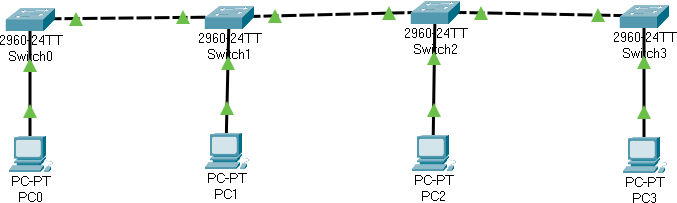 2960-24TT
Switch0
2960-24TT
Switch1
2960-24TT
Switch2
2960-24TT
Switch3
PC-PT
PC0
PC-PT
PC1
PC-PT
PC2
PC-PT
PC3